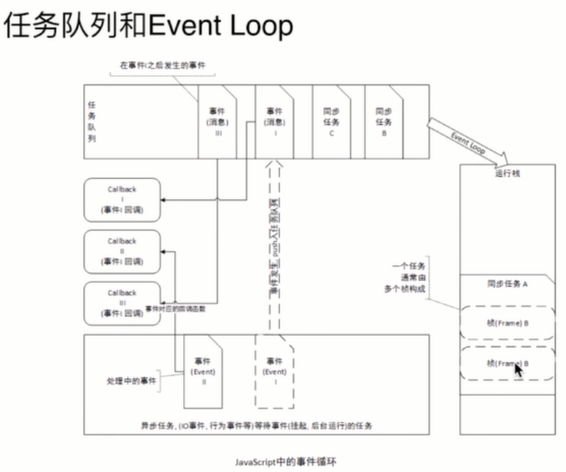 任务队列和Event Loop
在事件I之后发生的事件
任
务
队
列
事件
(消息)
III
事件
(消息)
I
同步
任务
C
同步
任务
B
Event Loop
运行栈
Callback
I
(事件I 回调)
Callback
II
(事件I 回调)
Callback
III
(事件I 回调)
事件对应的回调函数
事件发生, push入任务队列
一个任务
通常由
多个帧构成
同步任务 A
帧(Frame) B
帧(Frame) B
处理中的事件
事件
(Event)
II
事件
(Event)
I
异步任务, (IO事件, 行为事件等)等待事件(挂起, 后台运行)的任务
JavaScript中的事件循环